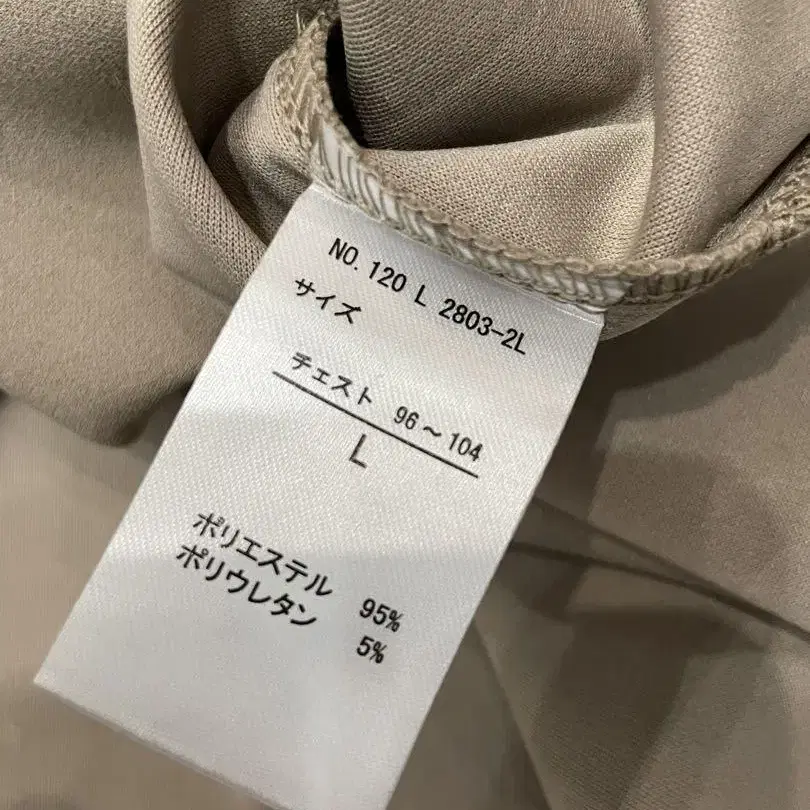 NO. 120 L 2803-2L
サイズ
チェスト 96～104
L
ポリエステル 95%
ポリウレタン 5%